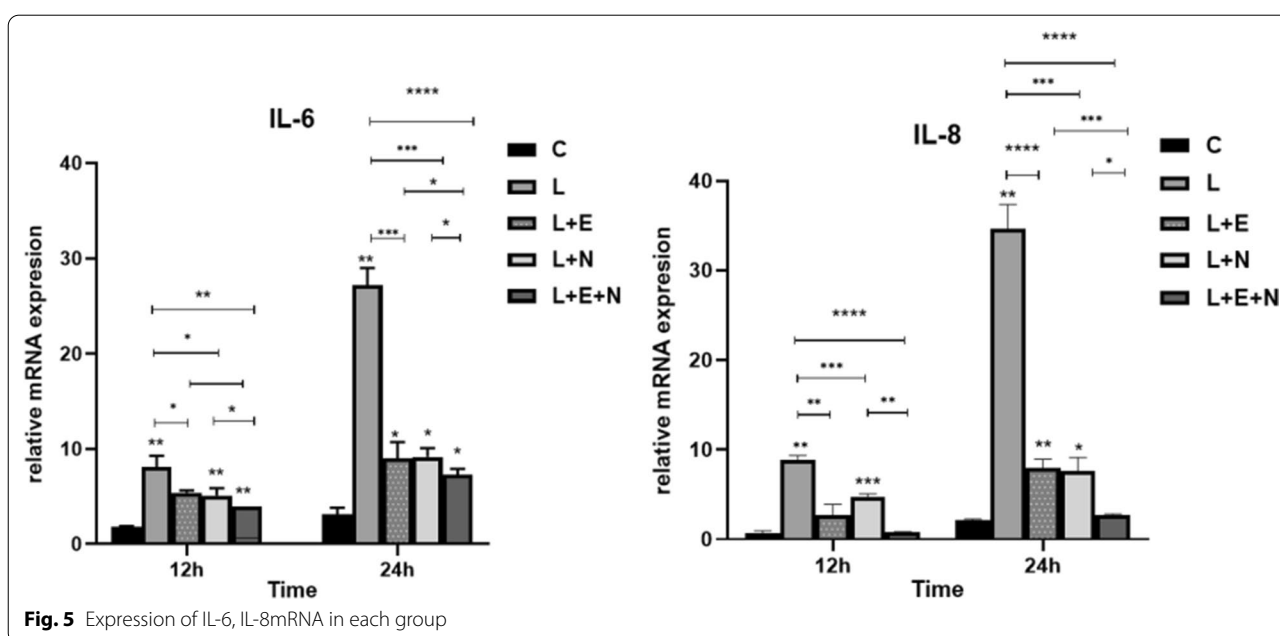 IL-6
relative mRNA expresion
40
30
20
10
0
12h
24h
Time
C
L
L+E
L+N
L+E+N
**
*
*
*
**
**
**
****
***
*
***
*
**
*
*
*
IL-8
relative mRNA expresion
40
30
20
10
0
12h
24h
Time
C
L
L+E
L+N
L+E+N
****
***
**
**
**
***
****
***
***
****
*
**
**
*
Fig. 5 Expression of IL-6, IL-8mRNA in each group